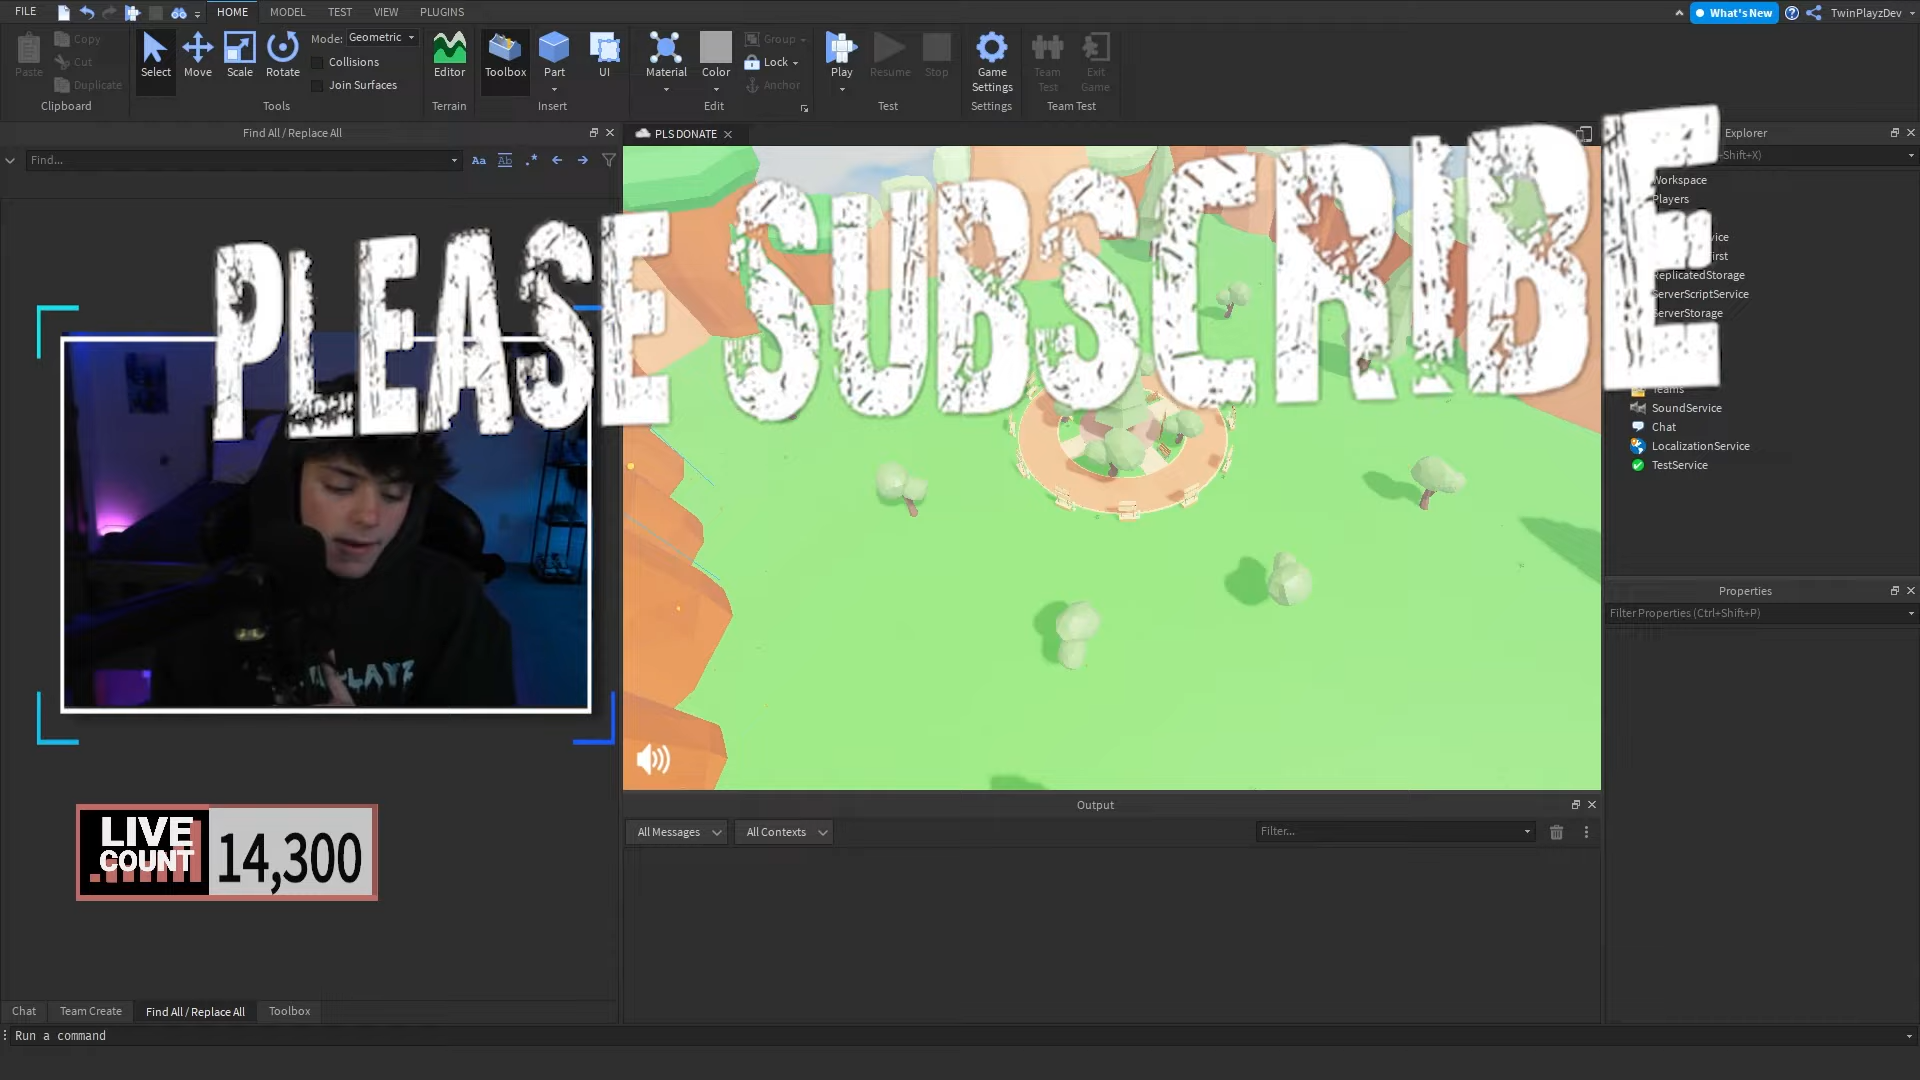 FILE
HOME
MODEL
TEST
VIEW
PLUGINS
What's New
TwinPlayzDev
Paste
Copy
Cut
Duplicate
Clipboard
Select
Move
Scale
Rotate
Mode: Geometric
Collisions
Join Surfaces
Tools
Editor
Terrain
Toolbox
Part
UI
Insert
Material
Color
Group
Lock
Anchor
Edit
Play
Resume
Stop
Test
Game Settings
Settings
Team Test
Exit Game
Team Test
Find All / Replace All
Find...
Aa
Ab
.*
PLS DONATE
PLEASE SUBSCRIBE
Explorer
Shift+X)
Workspace
Players
ReplicatedStorage
ServerScriptService
ServerStorage
Teams
SoundService
Chat
LocalizationService
TestService
Properties
Filter Properties (Ctrl+Shift+P)
LIVE
COUNT
14,300
Output
All Messages
All Contexts
Filter...
Chat
Team Create
Find All / Replace All
Toolbox
Run a command